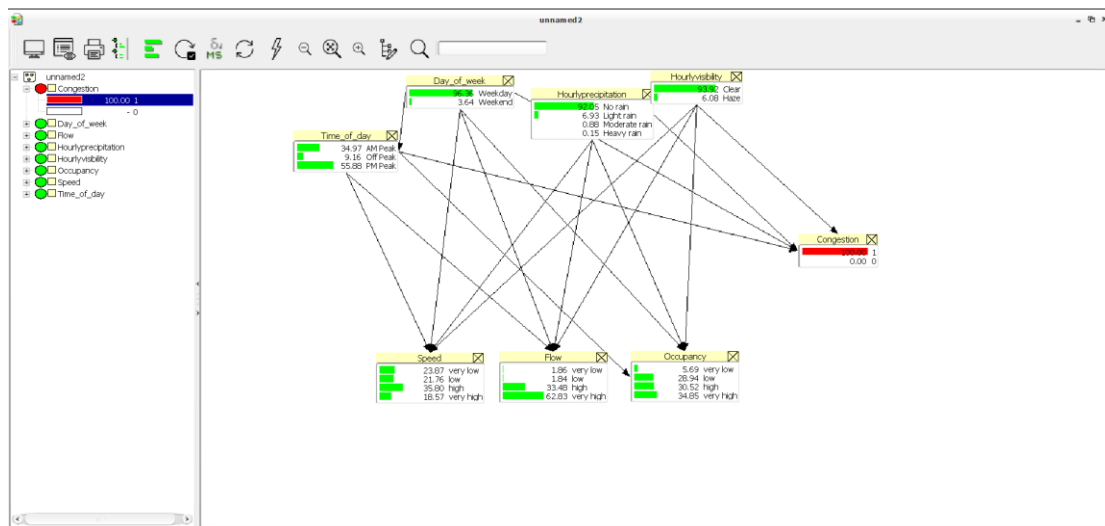 unnamed2
δv
MS
unnamed2
Congestion
100.00 1
- 0
Day_of_week
Flow
Hourlyprecipitation
Hourlyvisibility
Occupancy
Speed
Time_of_day
Day_of_week
96.36 Weekday
3.64 Weekend
Hourlyprecipitation
92.05 No rain
6.93 Light rain
0.88 Moderate rain
0.15 Heavy rain
Hourlyvisibility
93.92 Clear
6.08 Haze
Time_of_day
34.97 AM Peak
9.16 Off Peak
55.88 PM Peak
Congestion
100.00 1
0.00 0
Speed
23.87 very low
21.76 low
35.80 high
18.57 very high
Flow
1.86 very low
1.84 low
33.48 high
62.83 very high
Occupancy
5.69 very low
28.94 low
30.52 high
34.85 very high